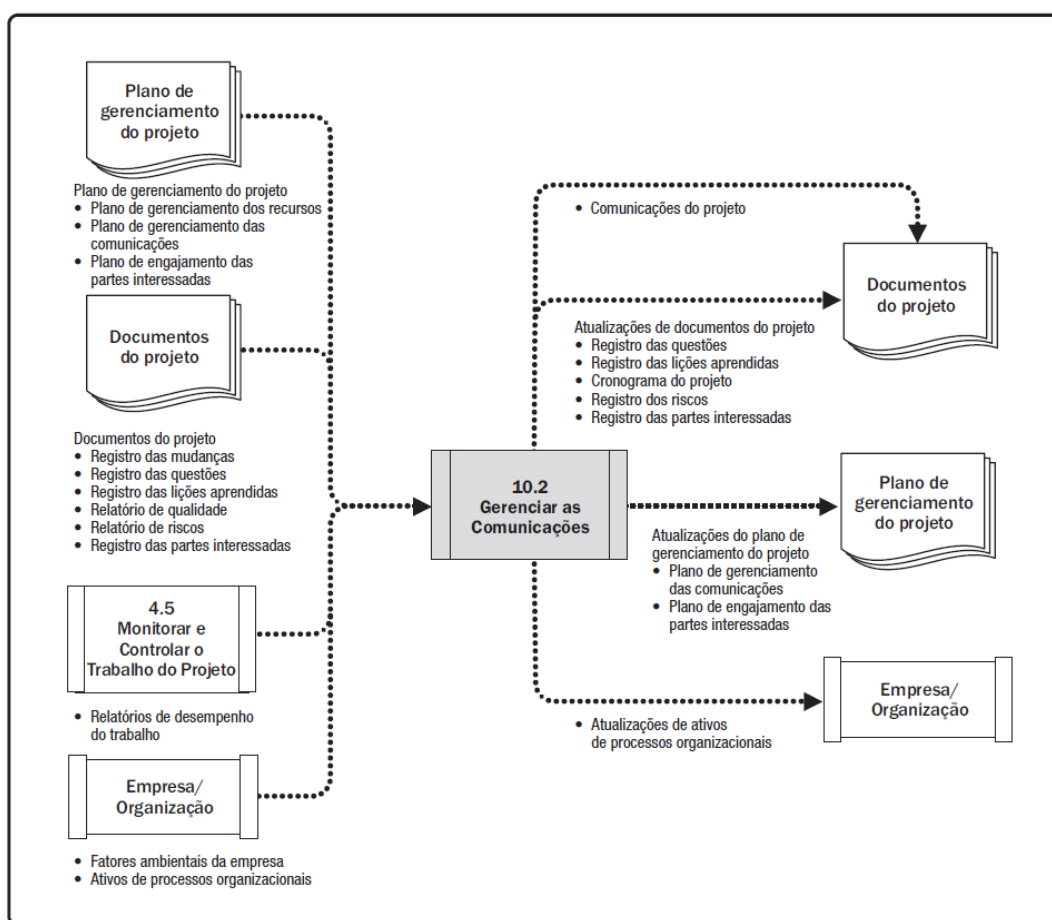 Plano de
gerenciamento
do projeto
Plano de gerenciamento do projeto
• Plano de gerenciamento dos recursos
• Plano de gerenciamento das
comunicações
• Plano de engajamento das
partes interessadas
Documentos
do projeto
Documentos do projeto
• Registro das mudanças
• Registro das questões
• Registro das lições aprendidas
• Relatório de qualidade
• Relatório de riscos
• Registro das partes interessadas
4.5
Monitorar e
Controlar o
Trabalho do Projeto
• Relatórios de desempenho
do trabalho
Empresa/
Organização
• Fatores ambientais da empresa
• Ativos de processos organizacionais
10.2
Gerenciar as
Comunicações
• Comunicações do projeto
Documentos
do projeto
Atualizações de documentos do projeto
• Registro das questões
• Registro das lições aprendidas
• Cronograma do projeto
• Registro dos riscos
• Registro das partes interessadas
Plano de
gerenciamento
do projeto
Atualizações do plano de
gerenciamento do projeto
• Plano de gerenciamento
das comunicações
• Plano de engajamento das
partes interessadas
Empresa/
Organização
• Atualizações de ativos
de processos organizacionais